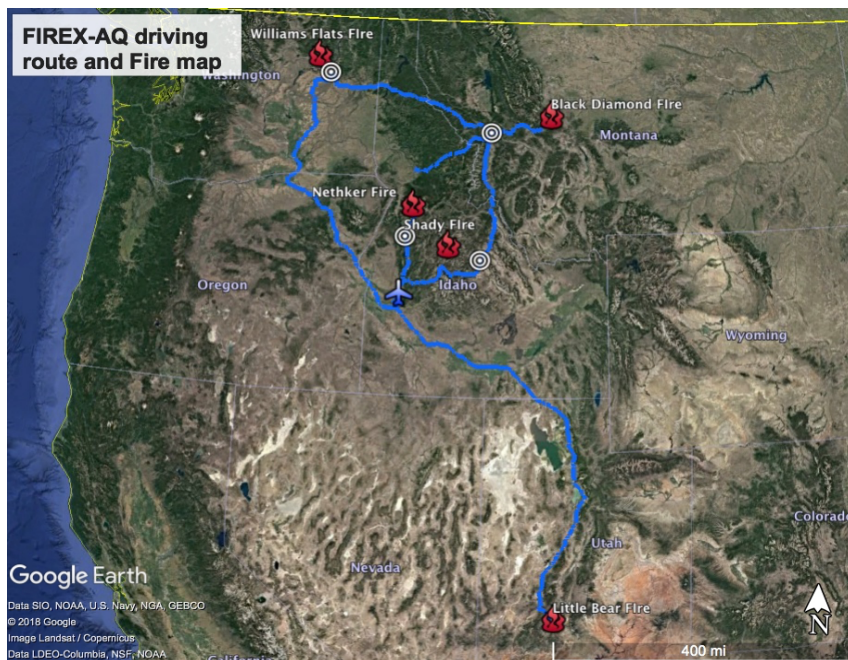 FIREX-AQ driving
route and Fire map
Williams Flats FIre
Washington
Black Diamond FIre
Montana
Nethker Fire
Shady FIre
Oregon
Idaho
Wyoming
Colorad
Utah
Nevada
Google Earth
Little Bear FIre
Data SIO, NOAA, U.S. Navy, NGA, GEBCO
© 2018 Google
Image Landsat / Copernicus
Data LDEO-Columbia, NSF, NOAA
N
400 mi